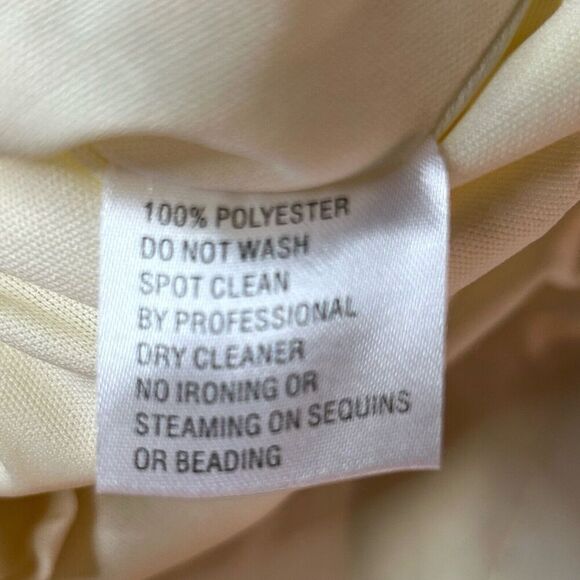 100% POLYESTER
DO NOT WASH
SPOT CLEAN
BY PROFESSIONAL
DRY CLEANER
NO IRONING OR
STEAMING ON SEQUINS
OR BEADING